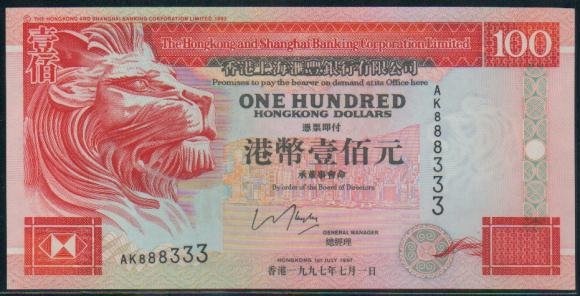 © THE HONGKONG AND SHANGHAI BANKING CORPORATION LIMITED, 1993
壹佰
The Hongkong and Shanghai Banking Corporation Limited
100
香港上海滙豐銀行有限公司
Promises to pay the bearer on demand at its Office here
ONE HUNDRED
HONGKONG DOLLARS
憑票即付
港幣壹佰元
承董事會命
By order of the Board of Directors
AK888333
GENERAL MANAGER
總經理
AK888333
HONGKONG 1ST JULY 1997
香港一九九七年七月一日